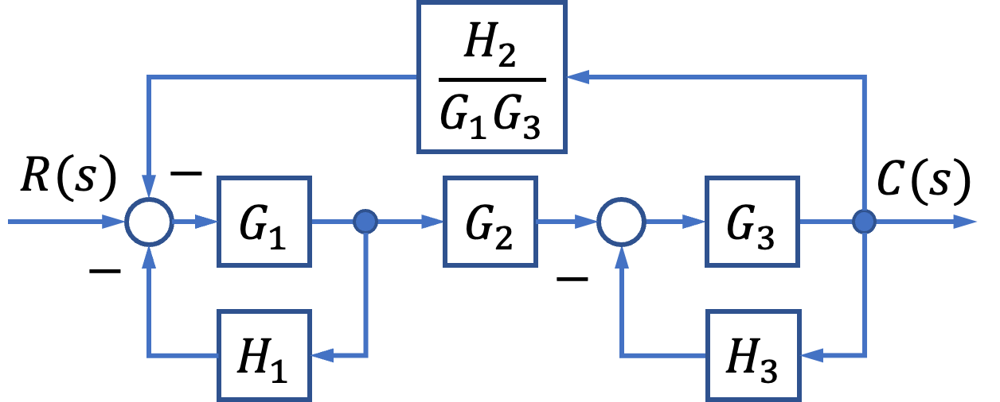 H₂
G₁G₃
R(s)
−
C(s)
G₁
G₂
G₃
−
−
H₁
H₃